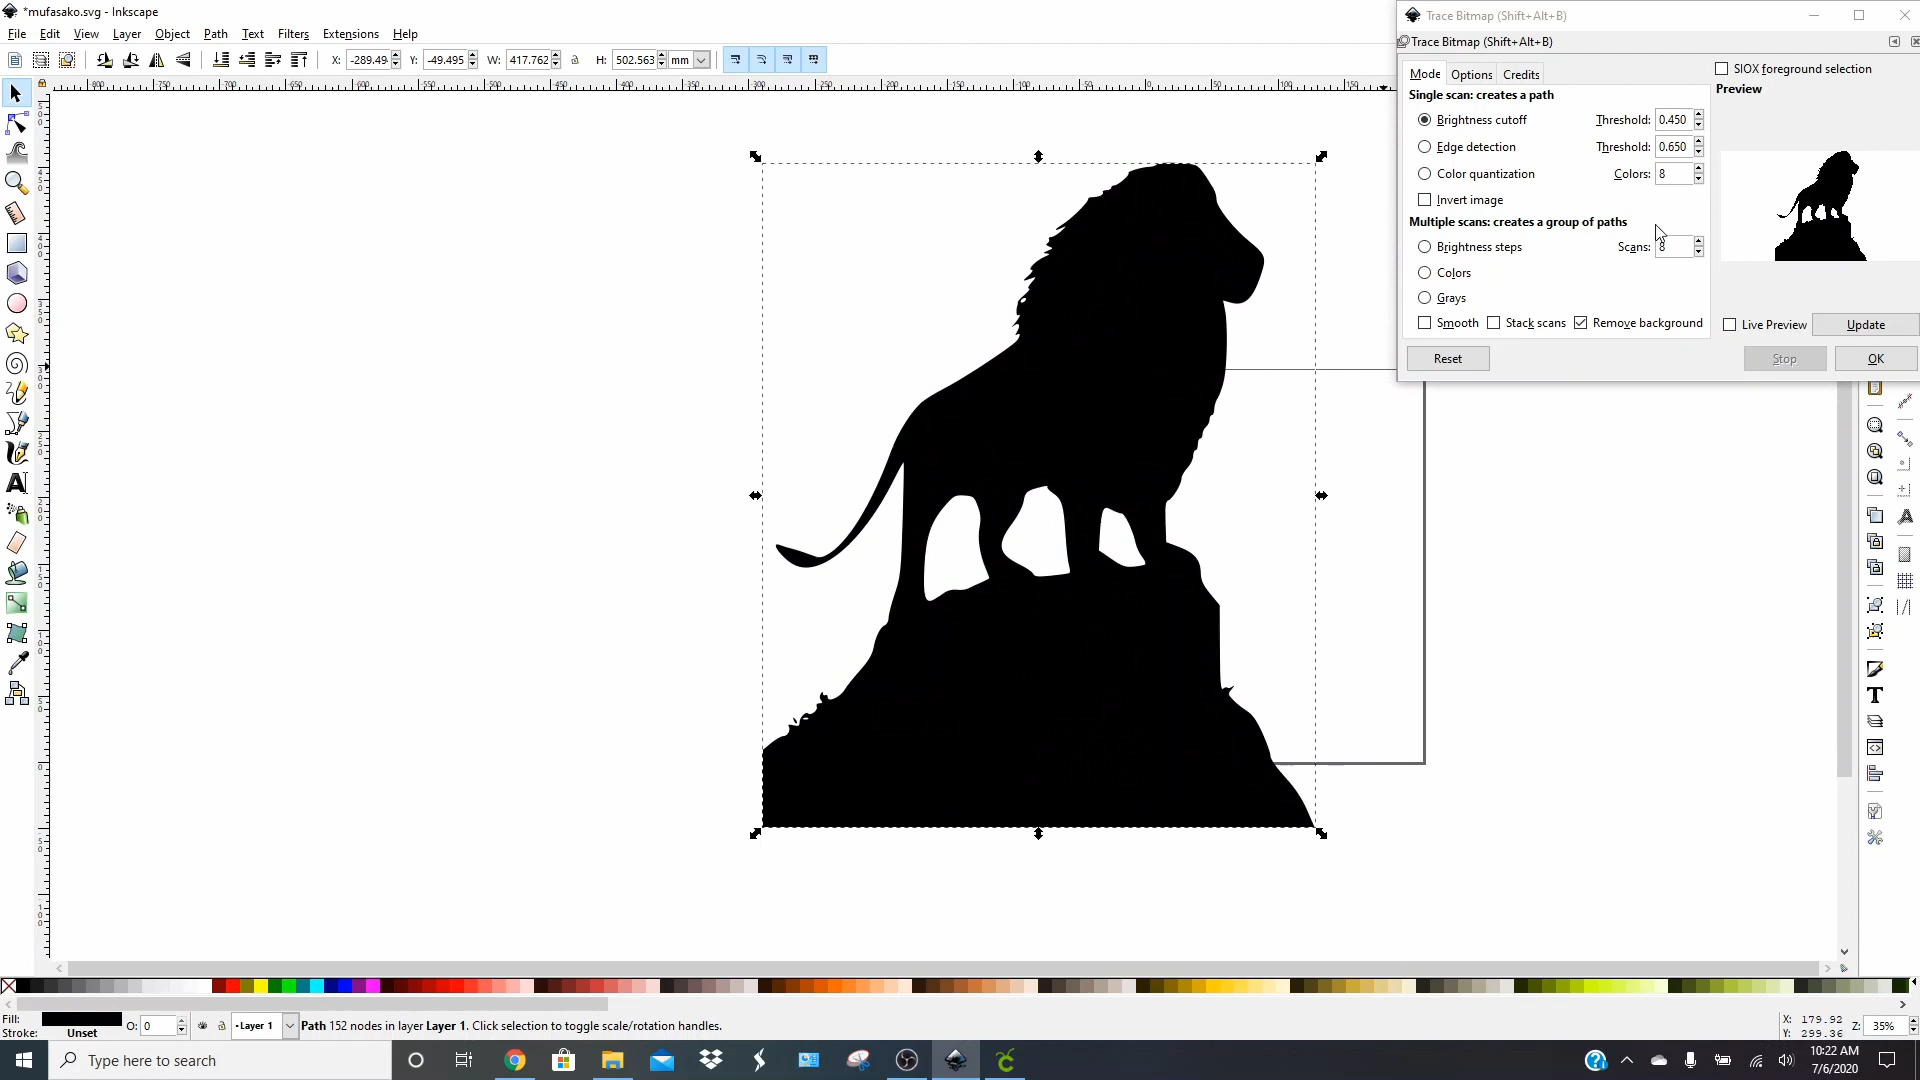 *mufasako.svg - Inkscape
File Edit View Layer Object Path Text Filters Extensions Help
X: -289.49 Y: -49.495 W: 417.762 H: 502.563 mm
Trace Bitmap (Shift+Alt+B)
Trace Bitmap (Shift+Alt+B)
Mode Options Credits
SIOX foreground selection
Single scan: creates a path
Preview
Brightness cutoff Threshold: 0.450
Edge detection Threshold: 0.650
Color quantization Colors: 8
Invert image
Multiple scans: creates a group of paths
Brightness steps Scans: 8
Colors
Grays
Smooth Stack scans Remove background
Live Preview Update
Reset Stop OK
Fill:
Stroke: Unset
O: 0
Layer 1
Path 152 nodes in layer Layer 1. Click selection to toggle scale/rotation handles.
X: 179.92
Y: 299.36
Z: 35%
Type here to search
10:22 AM
7/6/2020